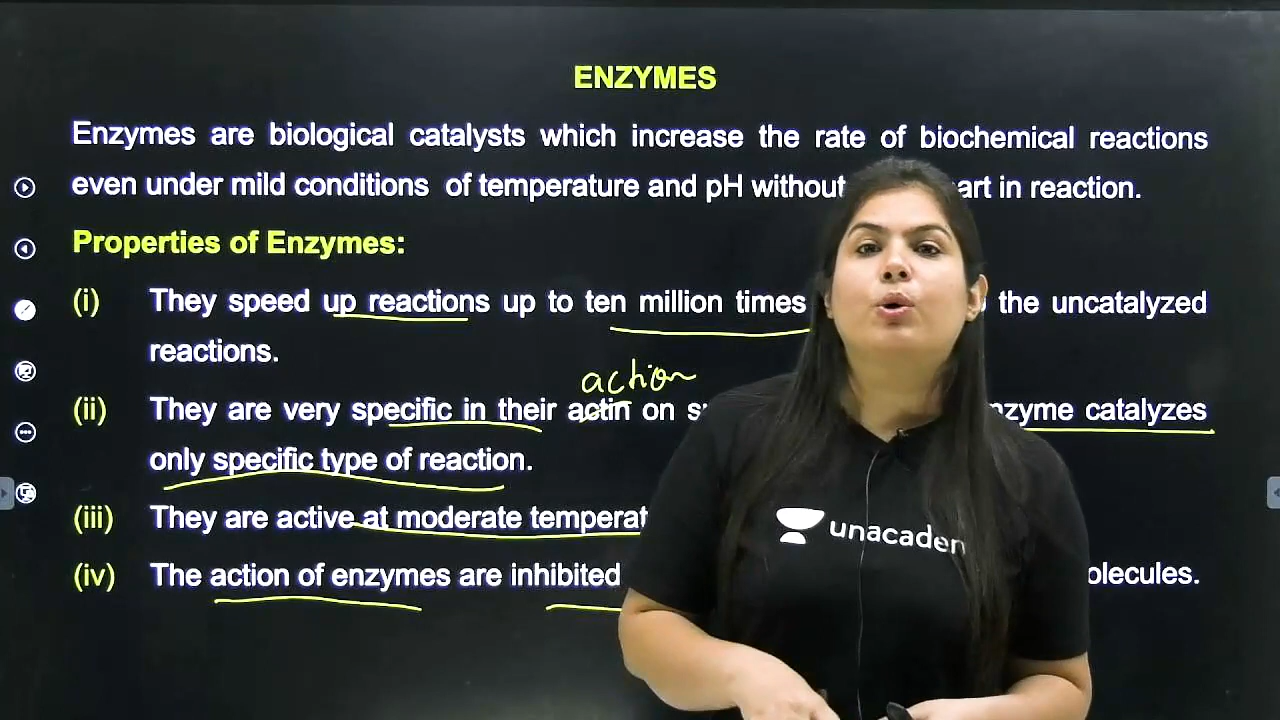 ENZYMES
Enzymes are biological catalysts which increase the rate of biochemical reactions
even under mild conditions of temperature and pH without art in reaction.
Properties of Enzymes:
(i) They speed up reactions up to ten million times the uncatalyzed
reactions.
action
(ii) They are very specific in their actin on nzyme catalyzes
only specific type of reaction.
(iii) They are active at moderate temperat
(iv) The action of enzymes are inhibited olecules.
unacadem